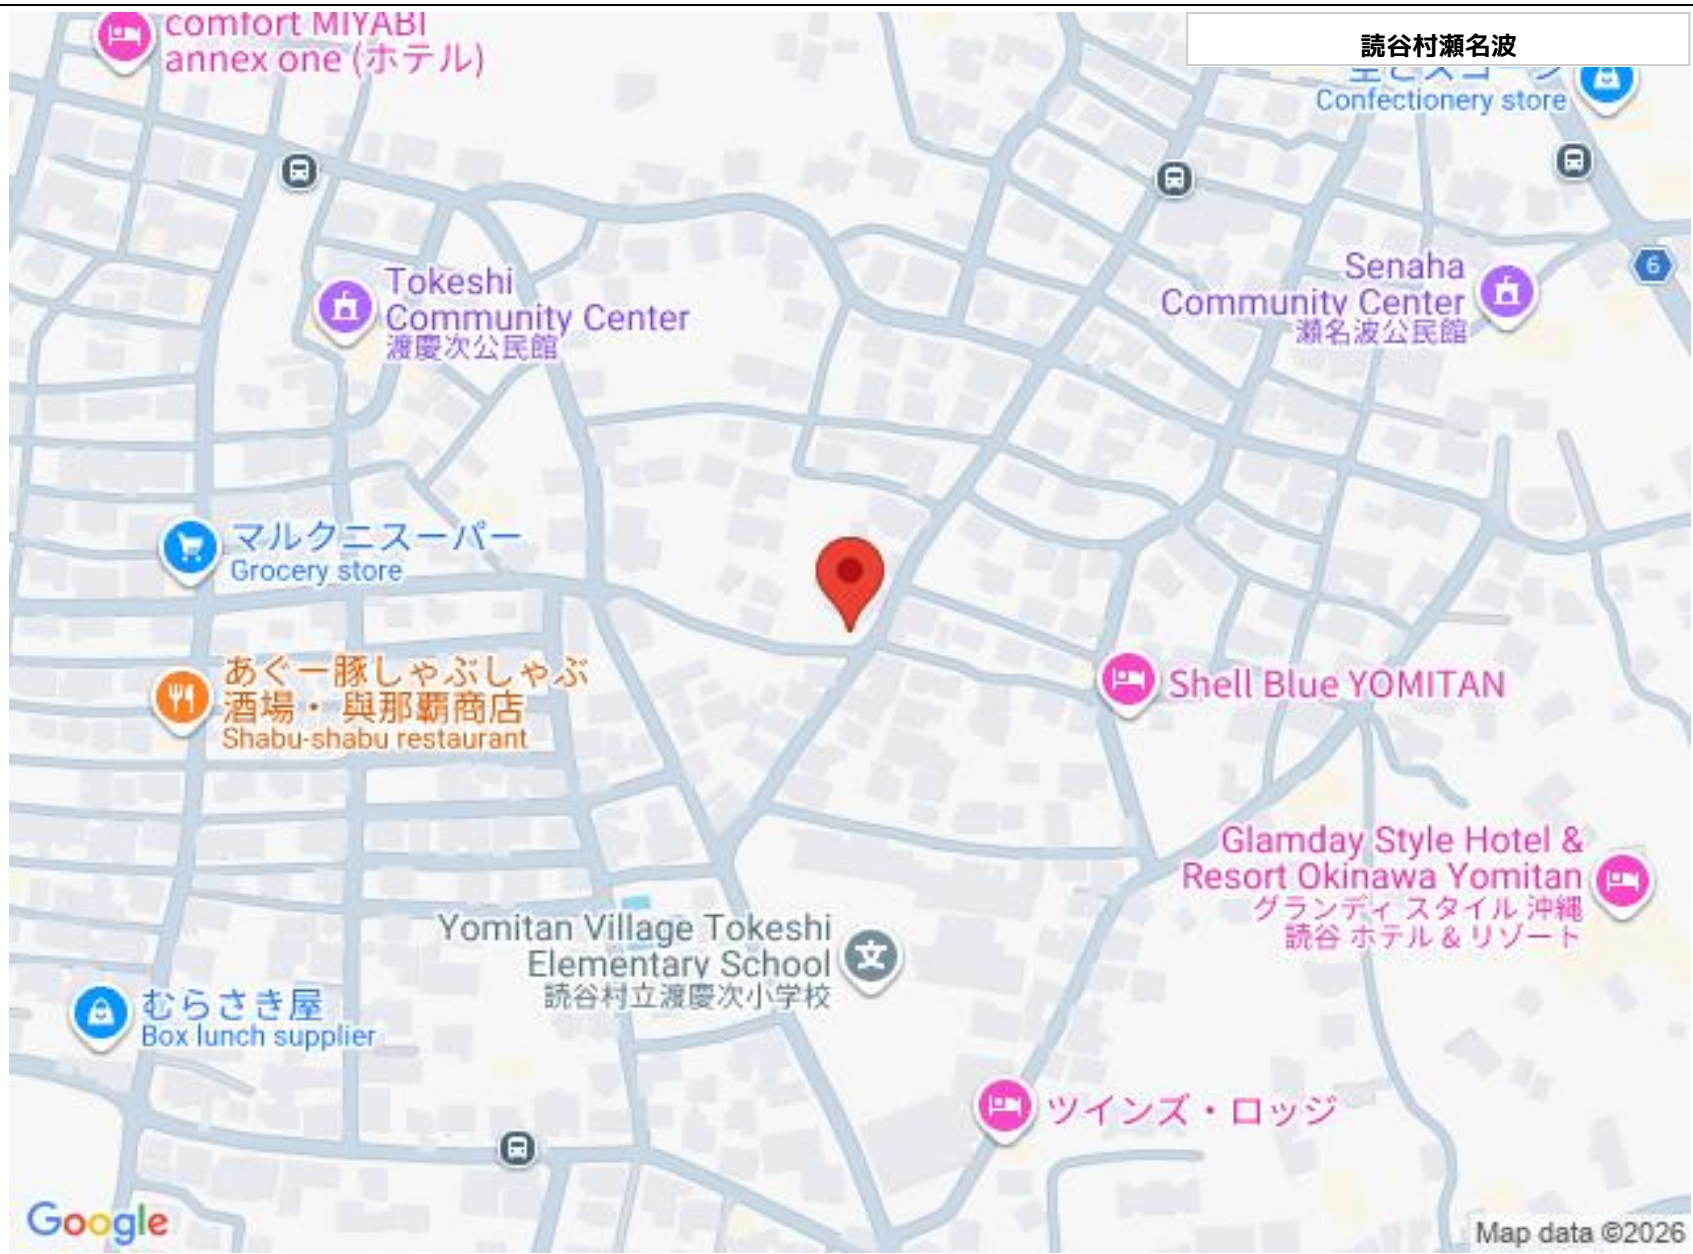 comfort MIYABI
annex one (ホテル)
読谷村瀬名波
Confectionery store
6
Tokeshi
Community Center
渡慶次公民館
Senaha
Community Center
瀬名波公民館
マルクニスーパー
Grocery store
あぐー豚しゃぶしゃぶ
酒場・ 與那覇商店
Shabu-shabu restaurant
Shell Blue YOMITAN
Glamday Style Hotel &
Resort Okinawa Yomitan
グランディ スタイル 沖縄
読谷 ホテル & リゾート
Yomitan Village Tokeshi
Elementary School
読谷村立渡慶次小学校
文
むらさき屋
Box lunch supplier
ツインズ・ロッジ
Google
Map data ©2026